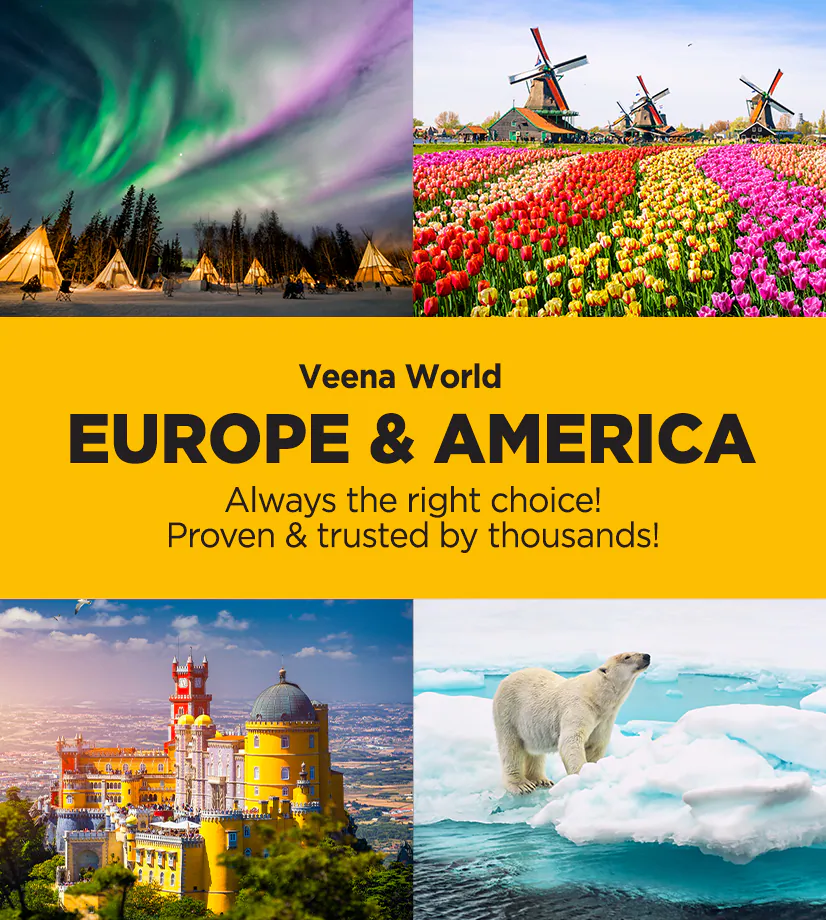 Veena World
EUROPE & AMERICA
Always the right choice!
Proven & trusted by thousands!